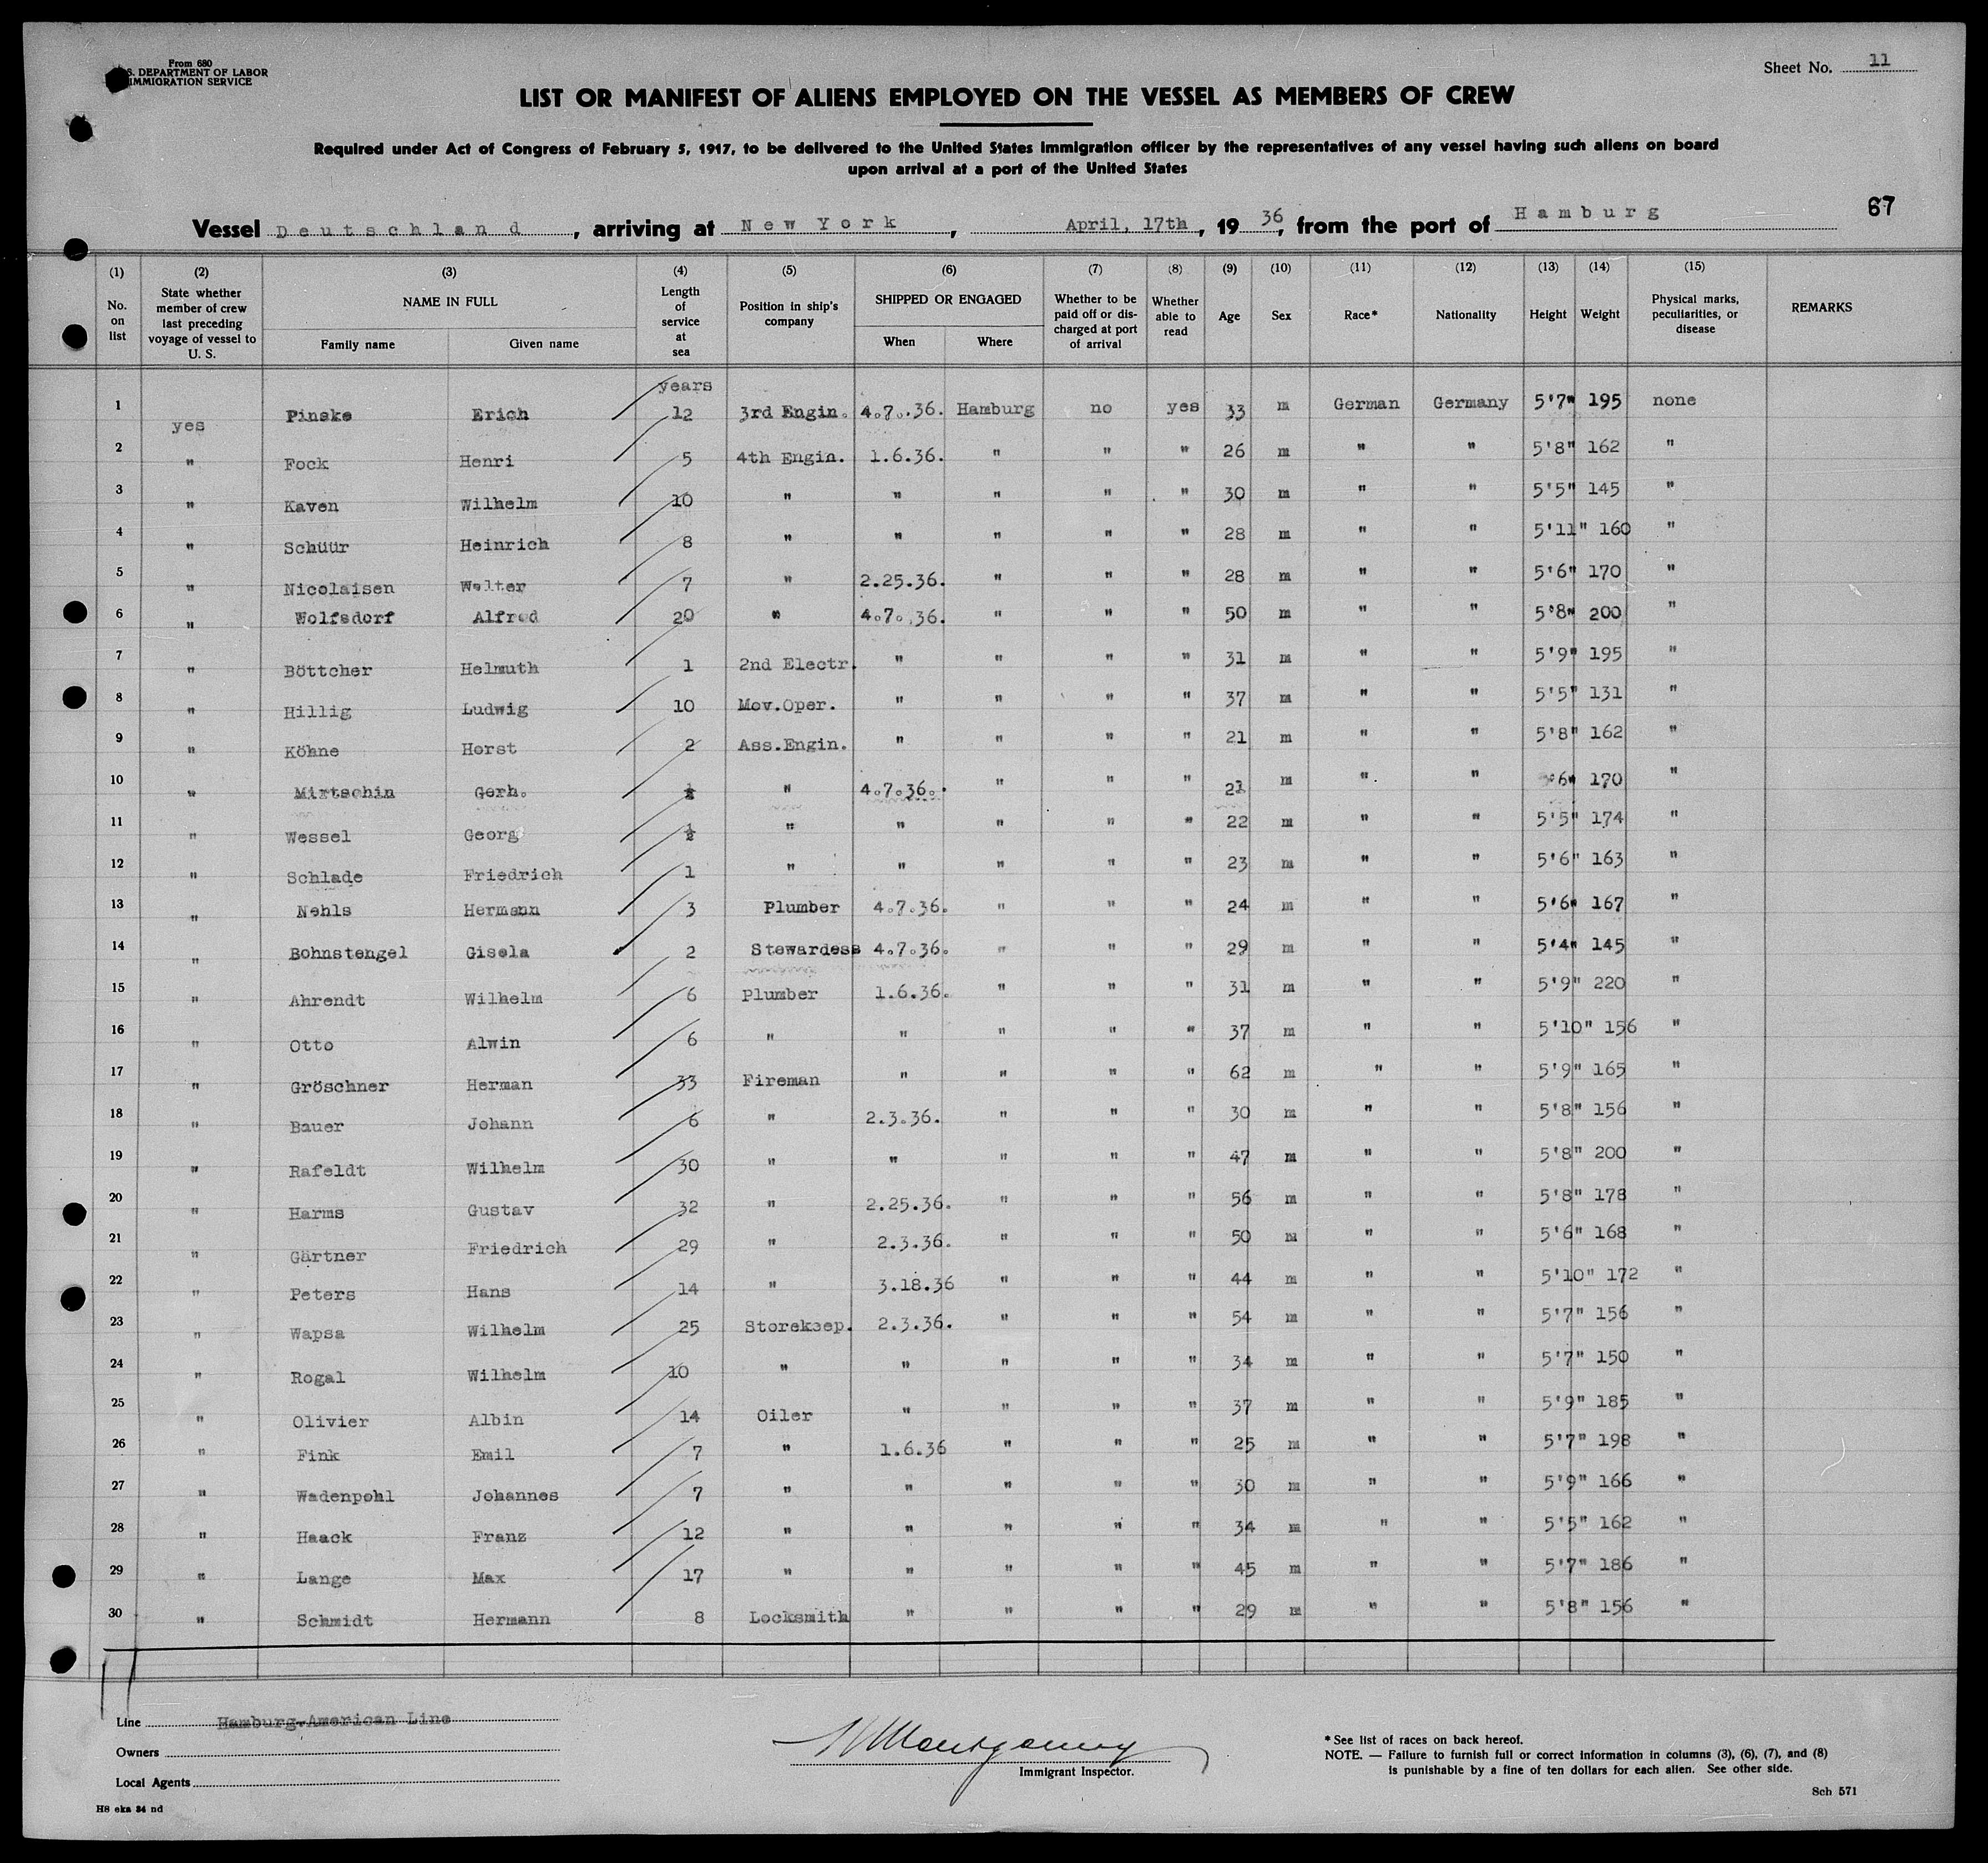 From 680
S. DEPARTMENT OF LABOR
IMMIGRATION SERVICE
Sheet No. 11
LIST OR MANIFEST OF ALIENS EMPLOYED ON THE VESSEL AS MEMBERS OF CREW
Required under Act of Congress of February 5, 1917, to be delivered to the United States immigration officer by the representatives of any vessel having such aliens on board
upon arrival at a port of the United States
67
Vessel Deutschland, arriving at New York, April, 17th, 1936, from the port of Hamburg
(1) (2) (3) (4) (5) (6) (7) (8) (9) (10) (11) (12) (13) (14) (15)
No. on list State whether member of crew last preceding voyage of vessel to U. S. NAME IN FULL Family name Given name Length of service at sea Position in ship's company SHIPPED OR ENGAGED When Where Whether to be paid off or discharged at port of arrival Whether able to read Age Sex Race* Nationality Height Weight Physical marks, peculiarities, or disease REMARKS
years
1 yes Pinske Erich 12 3rd Engin. 4.7.36. Hamburg no yes 33 m German Germany 5'7" 195 none
2 " Fock Henri 5 4th Engin. 1.6.36. " " " 26 m " " 5'8" 162 "
3 " Kaven Wilhelm 10 " " " " " 30 m " " 5'5" 145 "
4 " Schüür Heinrich 8 " " " " " 28 m " " 5'11" 160 "
5 " Nicolaisen Walter 7 " 2.25.36. " " " 28 m " " 5'6" 170 "
6 " Wolfsdorf Alfred 20 " 4.7.36. " " " 50 m " " 5'8" 200 "
7 " Böttcher Helmuth 1 2nd Electr. " " " " 31 m " " 5'9" 195 "
8 " Hillig Ludwig 10 Mov.Oper. " " " " 37 m " " 5'5" 131 "
9 " Köhne Horst 2 Ass.Engin. " " " " 21 m " " 5'8" 162 "
10 " Mirtschin Gerh. " 4.7.36. " " " m " " 6" 170 "
11 " Wessel Georg ½ " " " " " 22 m " " 5'5" 174 "
12 " Schlade Friedrich 1 " " " " " 23 m " " 5'6" 163 "
13 " Nehls Hermann 3 Plumber 4.7.36. " " " 24 m " " 5'6" 167 "
14 " Bohnstengel Gisela 2 Stewardess 4.7.36. " " " 29 m " " 5'4" 145 "
15 " Ahrendt Wilhelm 6 Plumber 1.6.36. " " " 31 m " " 5'9" 220 "
16 " Otto Alwin 6 " " " " " 37 m " " 5'10" 156 "
17 " Gröschner Herman 33 Fireman " " " " 62 m " " 5'9" 165 "
18 " Bauer Johann 6 " 2.3.36. " " " 30 m " " 5'8" 156 "
19 " Rafeldt Wilhelm 30 " " " " " 47 m " " 5'8" 200 "
20 " Harms Gustav 32 " 2.25.36. " " " 56 m " " 5'8" 178 "
21 " Gärtner Friedrich 29 " 2.3.36. " " " 50 m " " 5'6" 168 "
22 " Peters Hans 14 " 3.18.36 " " " 44 m " " 5'10" 172 "
23 " Wapsa Wilhelm 25 Storekeep. 2.3.36. " " " 54 m " " 5'7" 156 "
24 " Rogal Wilhelm 10 " " " " " 34 m " " 5'7" 150 "
25 " Olivier Albin 14 Oiler " " " " 37 m " " 5'9" 185 "
26 " Fink Emil 7 " 1.6.36 " " " 25 m " " 5'7" 198 "
27 " Wadenpohl Johannes 7 " " " " " 30 m " " 5'9" 166 "
28 " Haack Franz 12 " " " " " 34 m " " 5'5" 162 "
29 " Lange Max 17 " " " " " 45 m " " 5'7" 186 "
30 " Schmidt Hermann 8 Locksmith " " " " 29 m " " 5'8" 156 "
Line Hamburg-American Line
Owners
Local Agents
H8 eka 34 nd
Montgomery
Immigrant Inspector.
* See list of races on back hereof.
NOTE. — Failure to furnish full or correct information in columns (3), (6), (7), and (8)
is punishable by a fine of ten dollars for each alien. See other side.
Sch 571